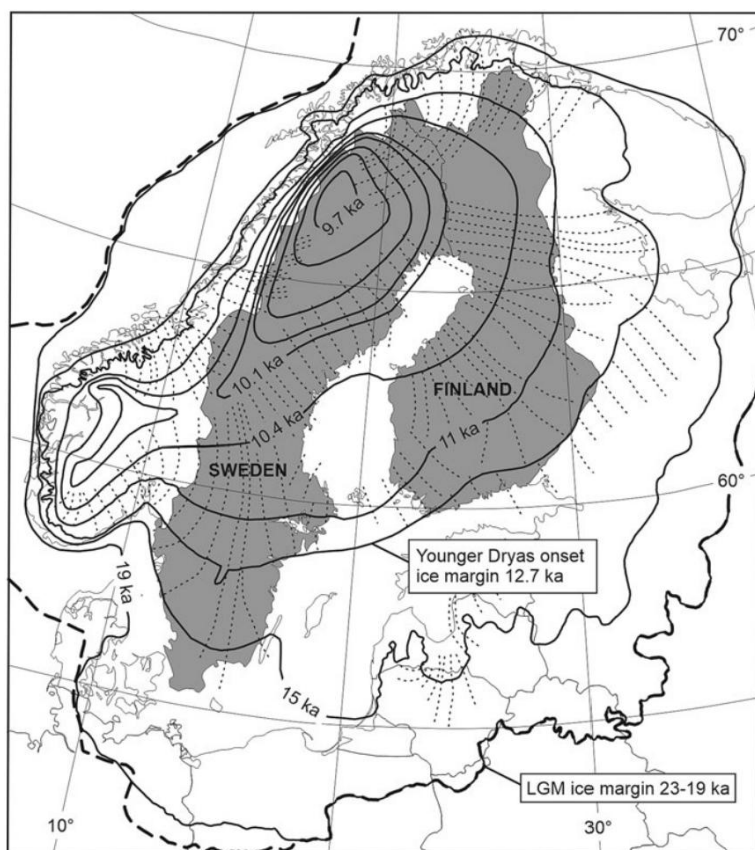 70°
9.7 ka
10.1 ka
FINLAND
10.4 ka
11 ka
SWEDEN
60°
Younger Dryas onset
ice margin 12.7 ka
19 ka
15 ka
LGM ice margin 23-19 ka
10°
30°